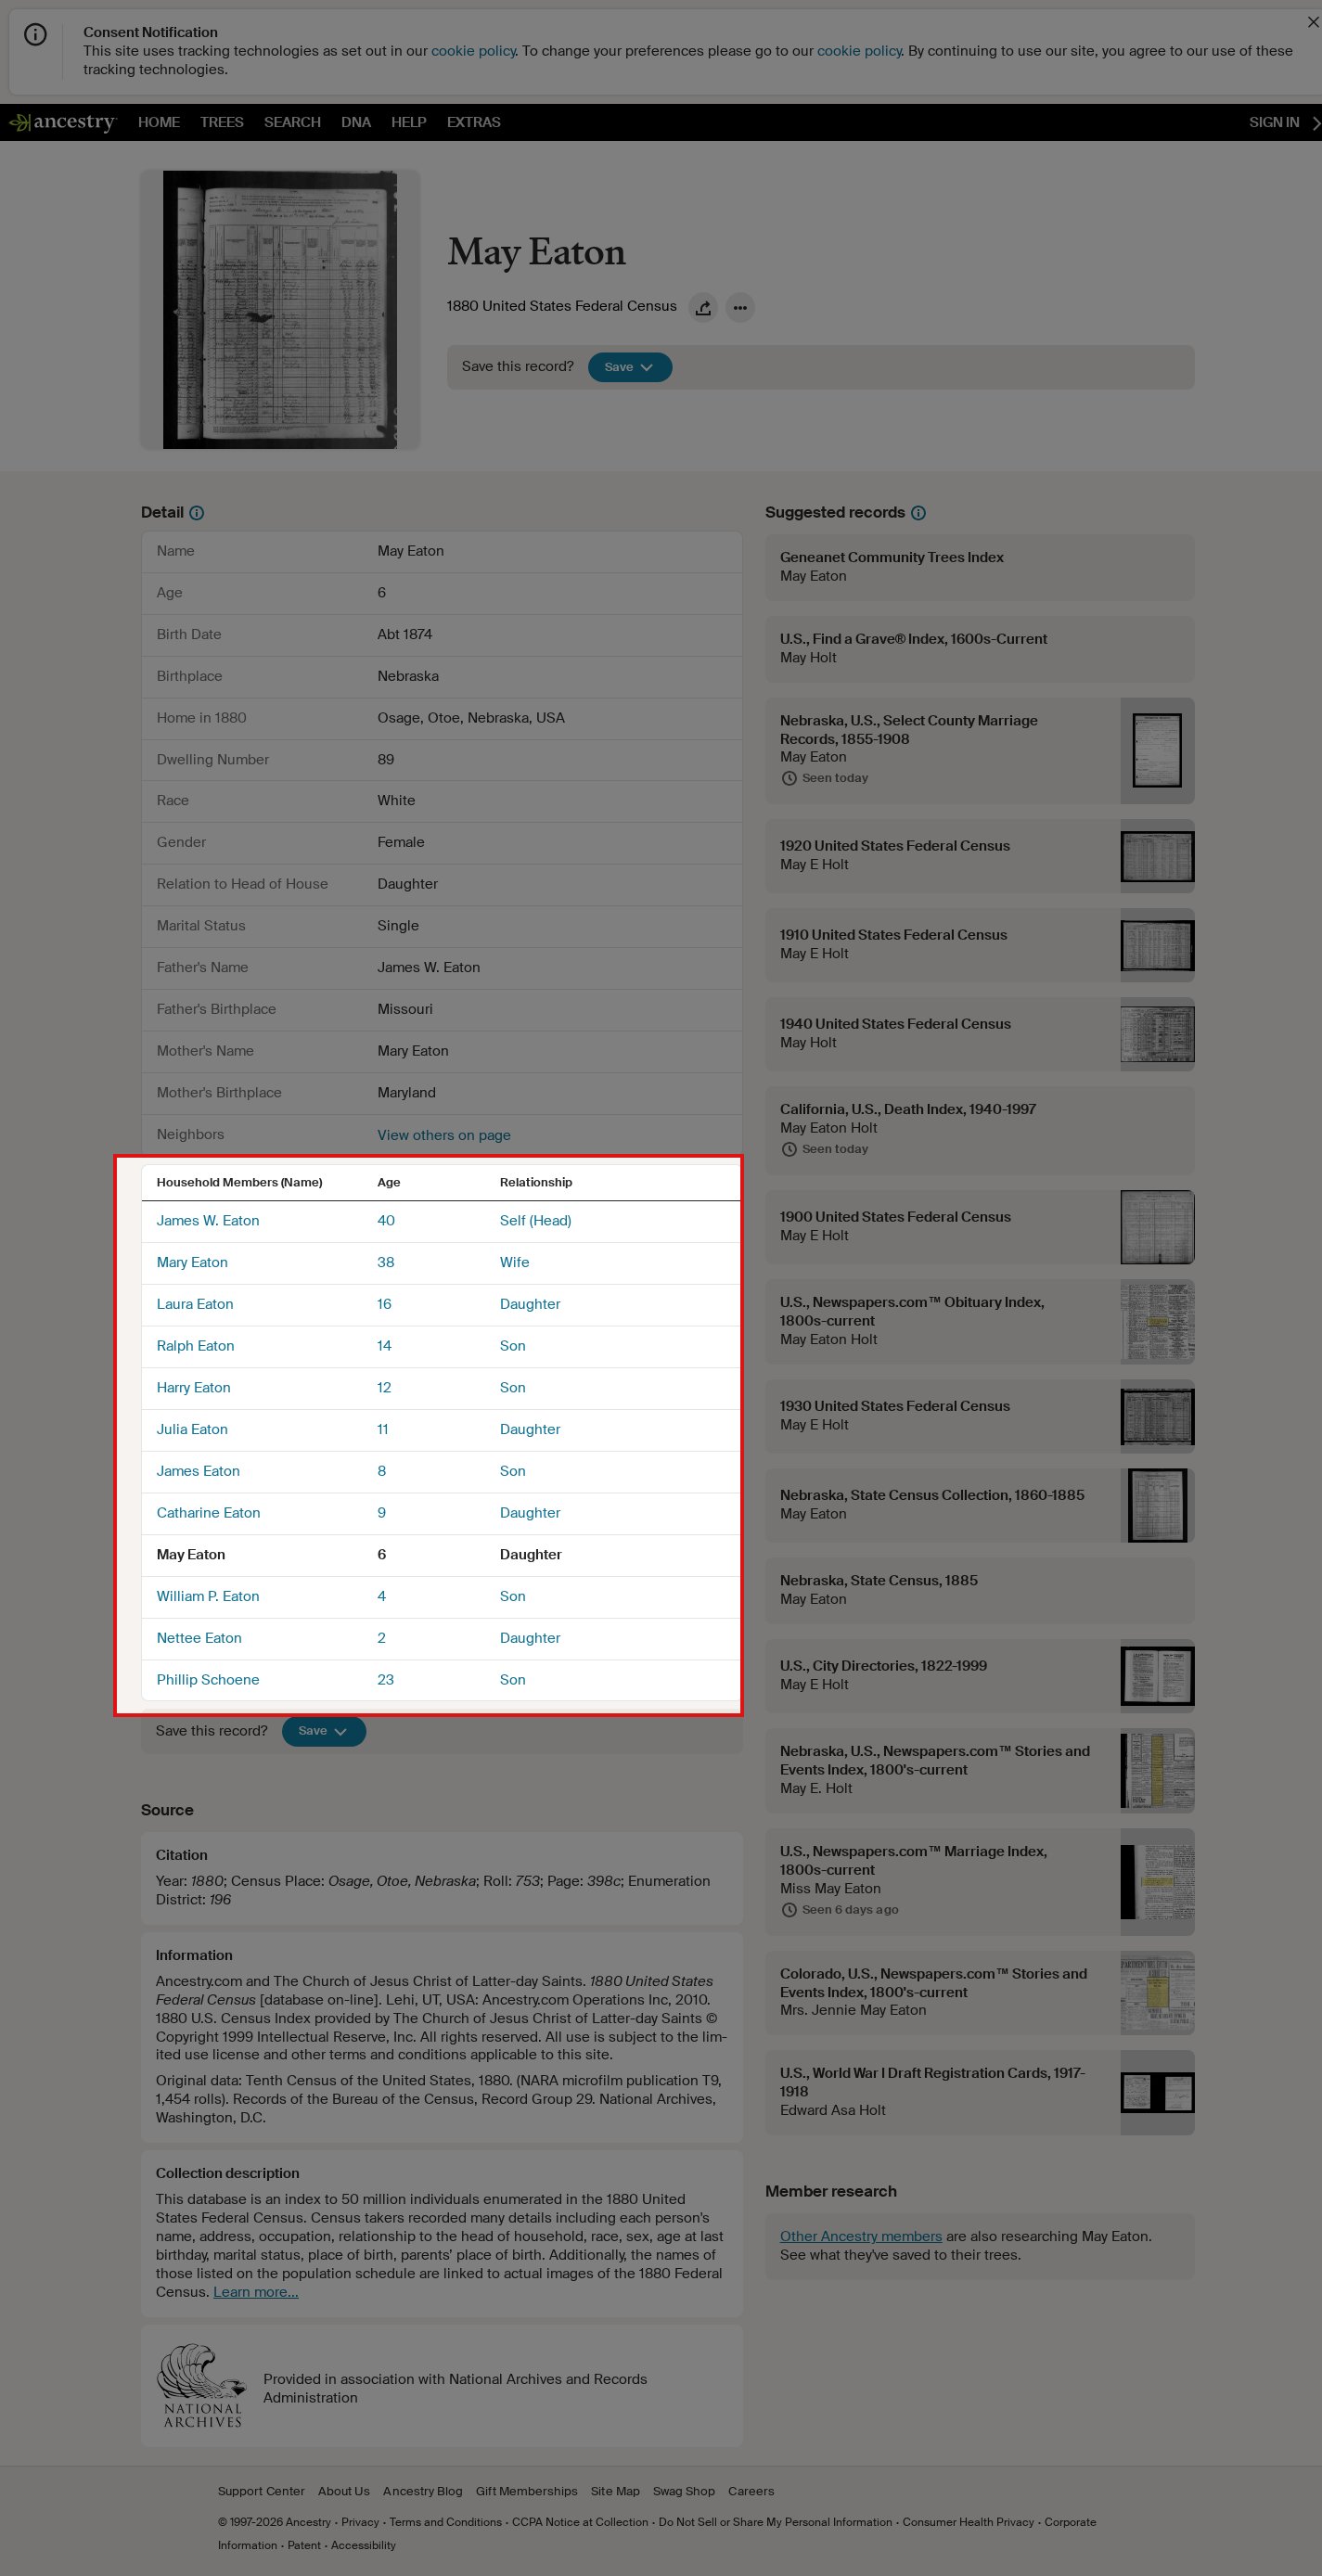 Consent Notification
This site uses tracking technologies as set out in our cookie policy. To change your preferences please go to our cookie policy. By continuing to use our site, you agree to our use of these
tracking technologies.
ancestry HOME TREES SEARCH DNA HELP EXTRAS SIGN IN
May Eaton
1880 United States Federal Census
Save this record? Save
Detail
Name May Eaton
Age 6
Birth Date Abt 1874
Birthplace Nebraska
Home in 1880 Osage, Otoe, Nebraska, USA
Dwelling Number 89
Race White
Gender Female
Relation to Head of House Daughter
Marital Status Single
Father's Name James W. Eaton
Father's Birthplace Missouri
Mother's Name Mary Eaton
Mother's Birthplace Maryland
Neighbors View others on page
Household Members (Name) Age Relationship
James W. Eaton 40 Self (Head)
Mary Eaton 38 Wife
Laura Eaton 16 Daughter
Ralph Eaton 14 Son
Harry Eaton 12 Son
Julia Eaton 11 Daughter
James Eaton 8 Son
Catharine Eaton 9 Daughter
May Eaton 6 Daughter
William P. Eaton 4 Son
Nettee Eaton 2 Daughter
Phillip Schoene 23 Son
Save this record? Save
Source
Citation
Year: 1880; Census Place: Osage, Otoe, Nebraska; Roll: 753; Page: 398c; Enumeration
District: 196
Information
Ancestry.com and The Church of Jesus Christ of Latter-day Saints. 1880 United States
Federal Census [database on-line]. Lehi, UT, USA: Ancestry.com Operations Inc, 2010.
1880 U.S. Census Index provided by The Church of Jesus Christ of Latter-day Saints ©
Copyright 1999 Intellectual Reserve, Inc. All rights reserved. All use is subject to the lim-
ited use license and other terms and conditions applicable to this site.
Original data: Tenth Census of the United States, 1880. (NARA microfilm publication T9,
1,454 rolls). Records of the Bureau of the Census, Record Group 29. National Archives,
Washington, D.C.
Collection description
This database is an index to 50 million individuals enumerated in the 1880 United
States Federal Census. Census takers recorded many details including each person's
name, address, occupation, relationship to the head of household, race, sex, age at last
birthday, marital status, place of birth, parents' place of birth. Additionally, the names of
those listed on the population schedule are linked to actual images of the 1880 Federal
Census. Learn more...
NATIONAL
ARCHIVES
Provided in association with National Archives and Records
Administration
Suggested records
Geneanet Community Trees Index
May Eaton
U.S., Find a Grave® Index, 1600s-Current
May Holt
Nebraska, U.S., Select County Marriage
Records, 1855-1908
May Eaton
Seen today
1920 United States Federal Census
May E Holt
1910 United States Federal Census
May E Holt
1940 United States Federal Census
May Holt
California, U.S., Death Index, 1940-1997
May Eaton Holt
Seen today
1900 United States Federal Census
May E Holt
U.S., Newspapers.com™ Obituary Index,
1800s-current
May Eaton Holt
1930 United States Federal Census
May E Holt
Nebraska, State Census Collection, 1860-1885
May Eaton
Nebraska, State Census, 1885
May Eaton
U.S., City Directories, 1822-1999
May E Holt
Nebraska, U.S., Newspapers.com™ Stories and
Events Index, 1800's-current
May E. Holt
U.S., Newspapers.com™ Marriage Index,
1800s-current
Miss May Eaton
Seen 6 days ago
Colorado, U.S., Newspapers.com™ Stories and
Events Index, 1800's-current
Mrs. Jennie May Eaton
U.S., World War I Draft Registration Cards, 1917-
1918
Edward Asa Holt
Member research
Other Ancestry members are also researching May Eaton.
See what they've saved to their trees.
Support Center About Us Ancestry Blog Gift Memberships Site Map Swag Shop Careers
© 1997-2026 Ancestry • Privacy • Terms and Conditions • CCPA Notice at Collection • Do Not Sell or Share My Personal Information • Consumer Health Privacy • Corporate
Information • Patent • Accessibility